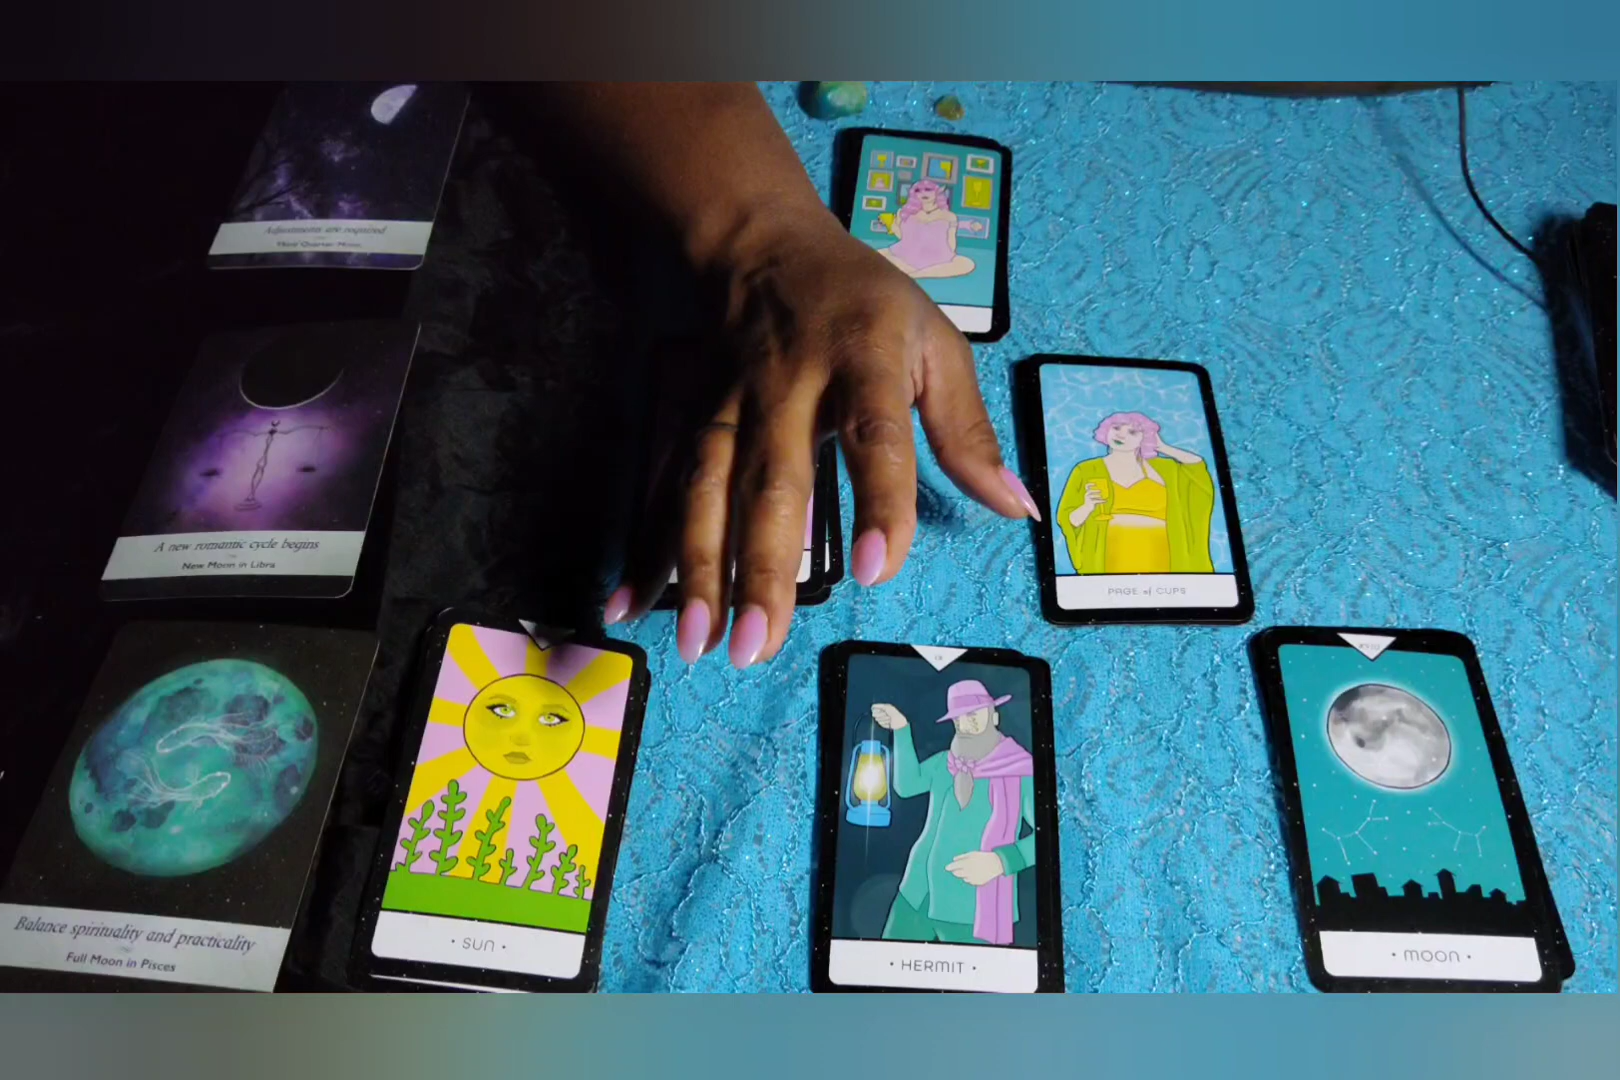 Adjustments are required
Third Quarter Moon
A new romantic cycle begins
New Moon in Libra
PAGE of CUPS
Balance spirituality and practicality
Full Moon in Pisces
• SUN •
• HERMIT •
• MOON •